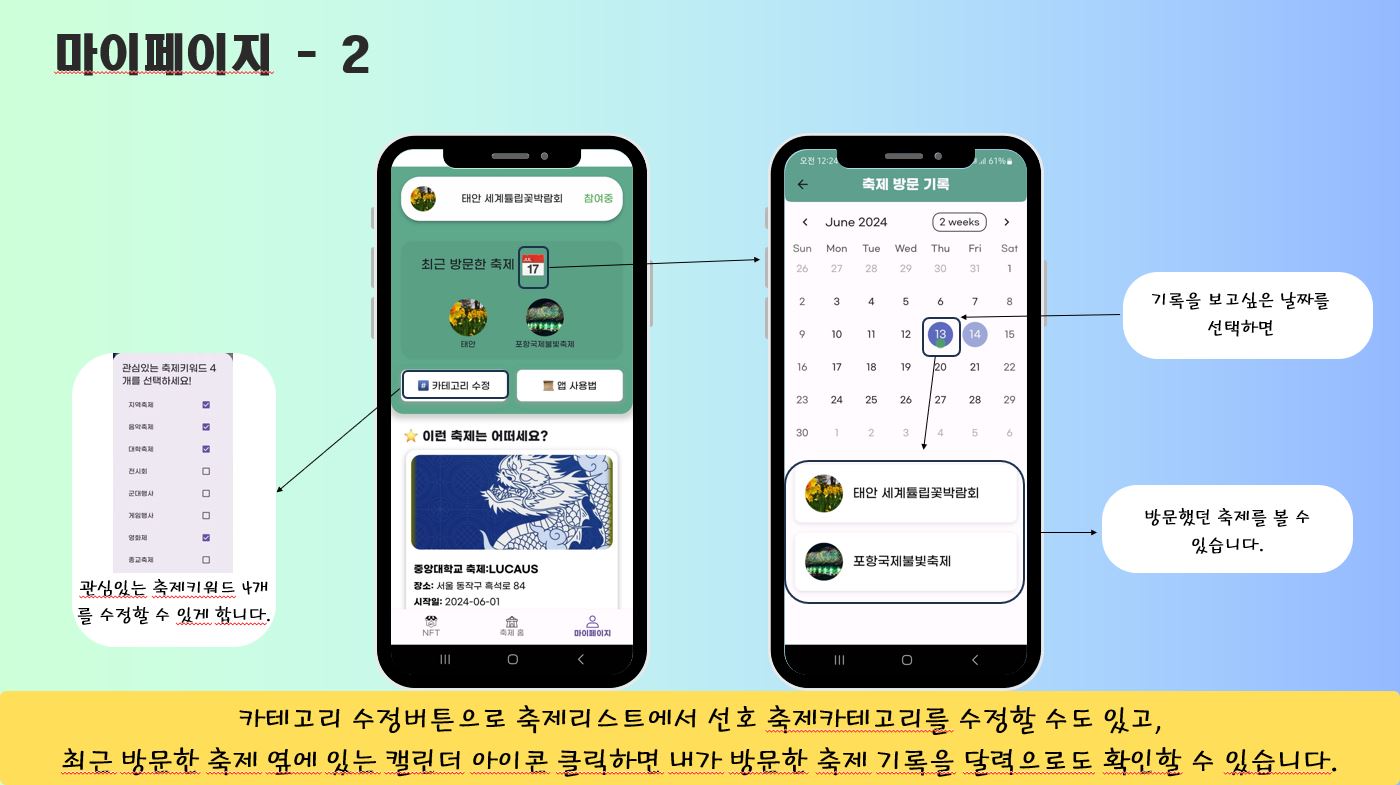 마이페이지 - 2
태안 세계튤립꽃박람회 참여중
최근 방문한 축제
JUL
17
태안 포항국제불빛축제
카테고리 수정 앱 사용법
이런 축제는 어떠세요?
중앙대학교 축제:LUCAUS
장소: 서울 동작구 흑석로 84
시작일: 2024-06-01
NFT 축제 홈 마이페이지
관심있는 축제키워드 4
개를 선택하세요!
지역축제
음악축제
대학축제
전시회
군대행사
게임행사
영화제
종교축제
관심있는 축제키워드 4개
를 수정할 수 있게 합니다.
오전 12:24 61%
축제 방문 기록
June 2024 2 weeks
Sun Mon Tue Wed Thu Fri Sat
26 27 28 29 30 31 1
2 3 4 5 6 7 8
9 10 11 12 13 14 15
16 17 18 19 20 21 22
23 24 25 26 27 28 29
30 1 2 3 4 5 6
태안 세계튤립꽃박람회
포항국제불빛축제
기록을 보고싶은 날짜를
선택하면
방문했던 축제를 볼 수
있습니다.
카테고리 수정버튼으로 축제리스트에서 선호 축제카테고리를 수정할 수도 있고,
최근 방문한 축제 옆에 있는 캘린더 아이콘 클릭하면 내가 방문한 축제 기록을 달력으로도 확인할 수 있습니다.